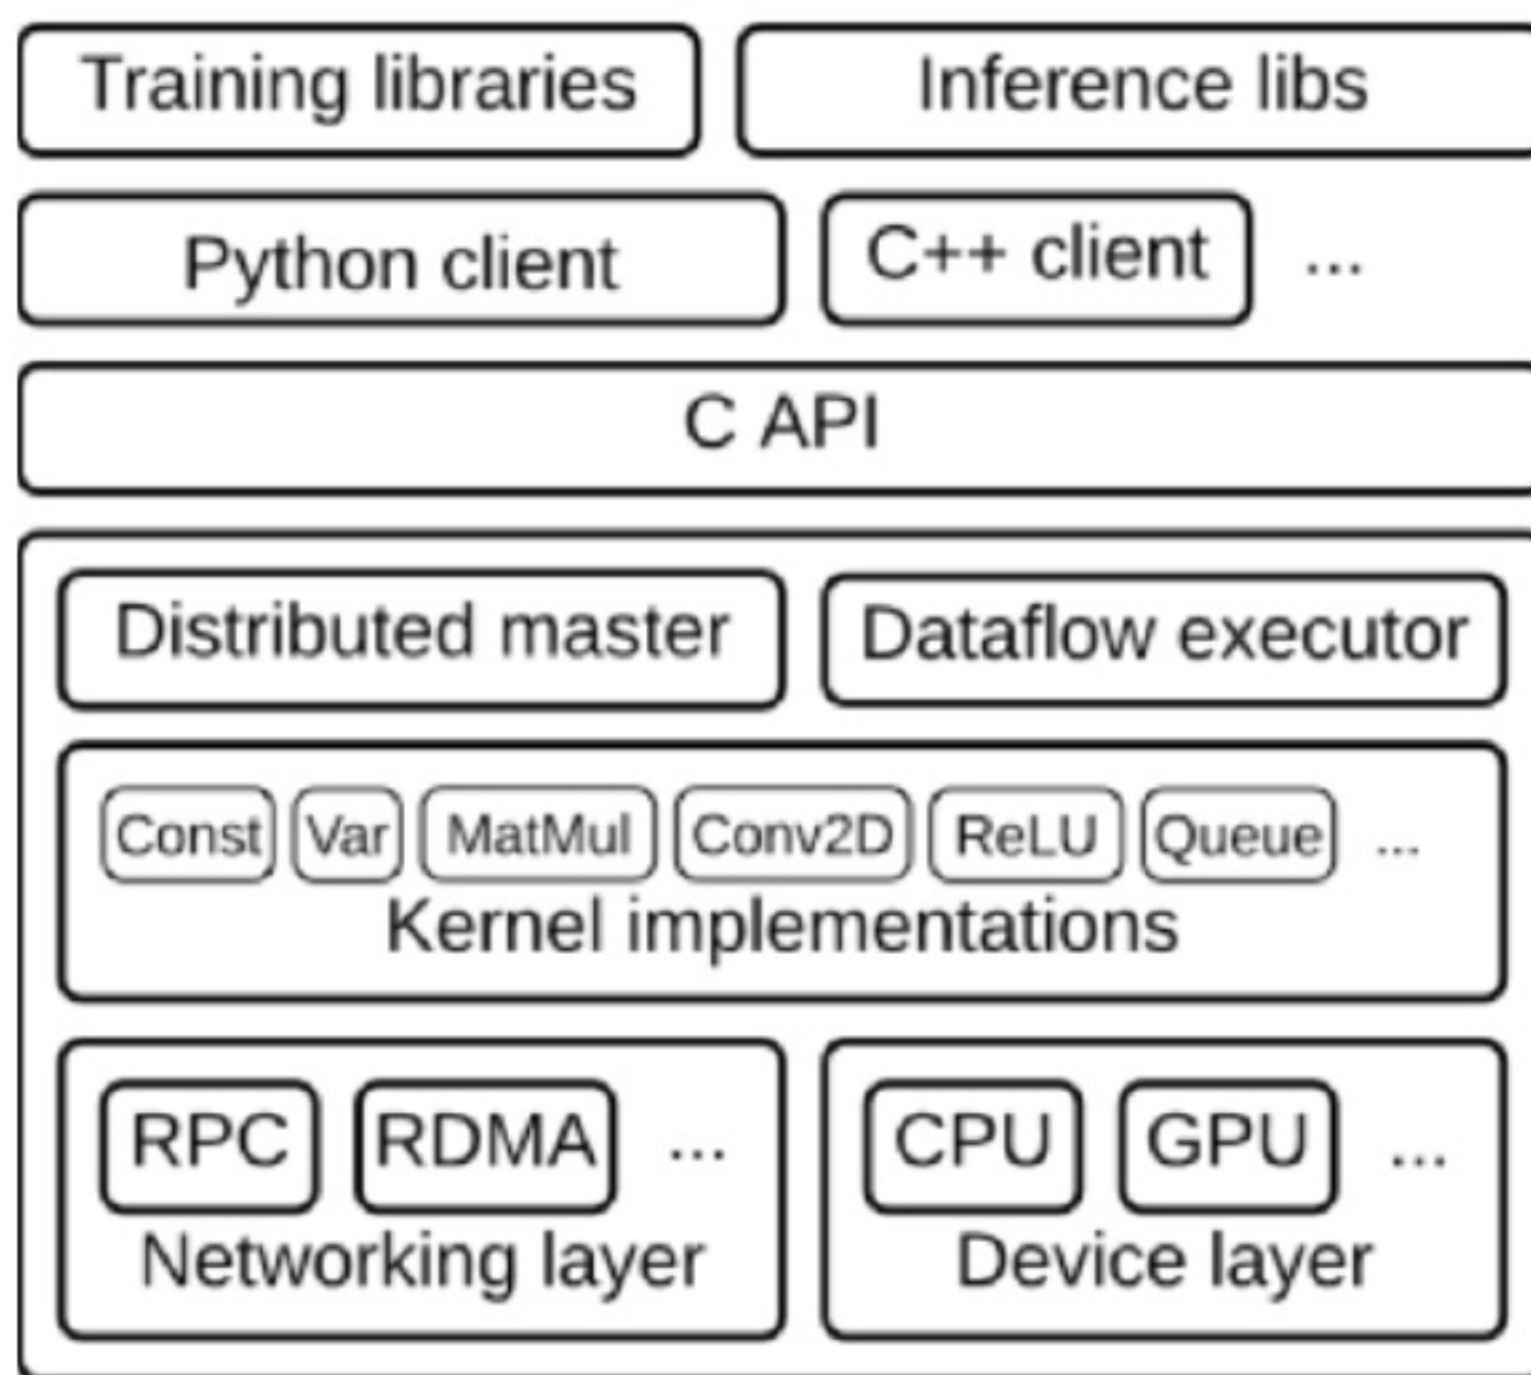 Training libraries
Inference libs
Python client
C++ client
...
C API
Distributed master
Dataflow executor
Const
Var
MatMul
Conv2D
ReLU
Queue
...
Kernel implementations
RPC
RDMA
...
Networking layer
CPU
GPU
...
Device layer